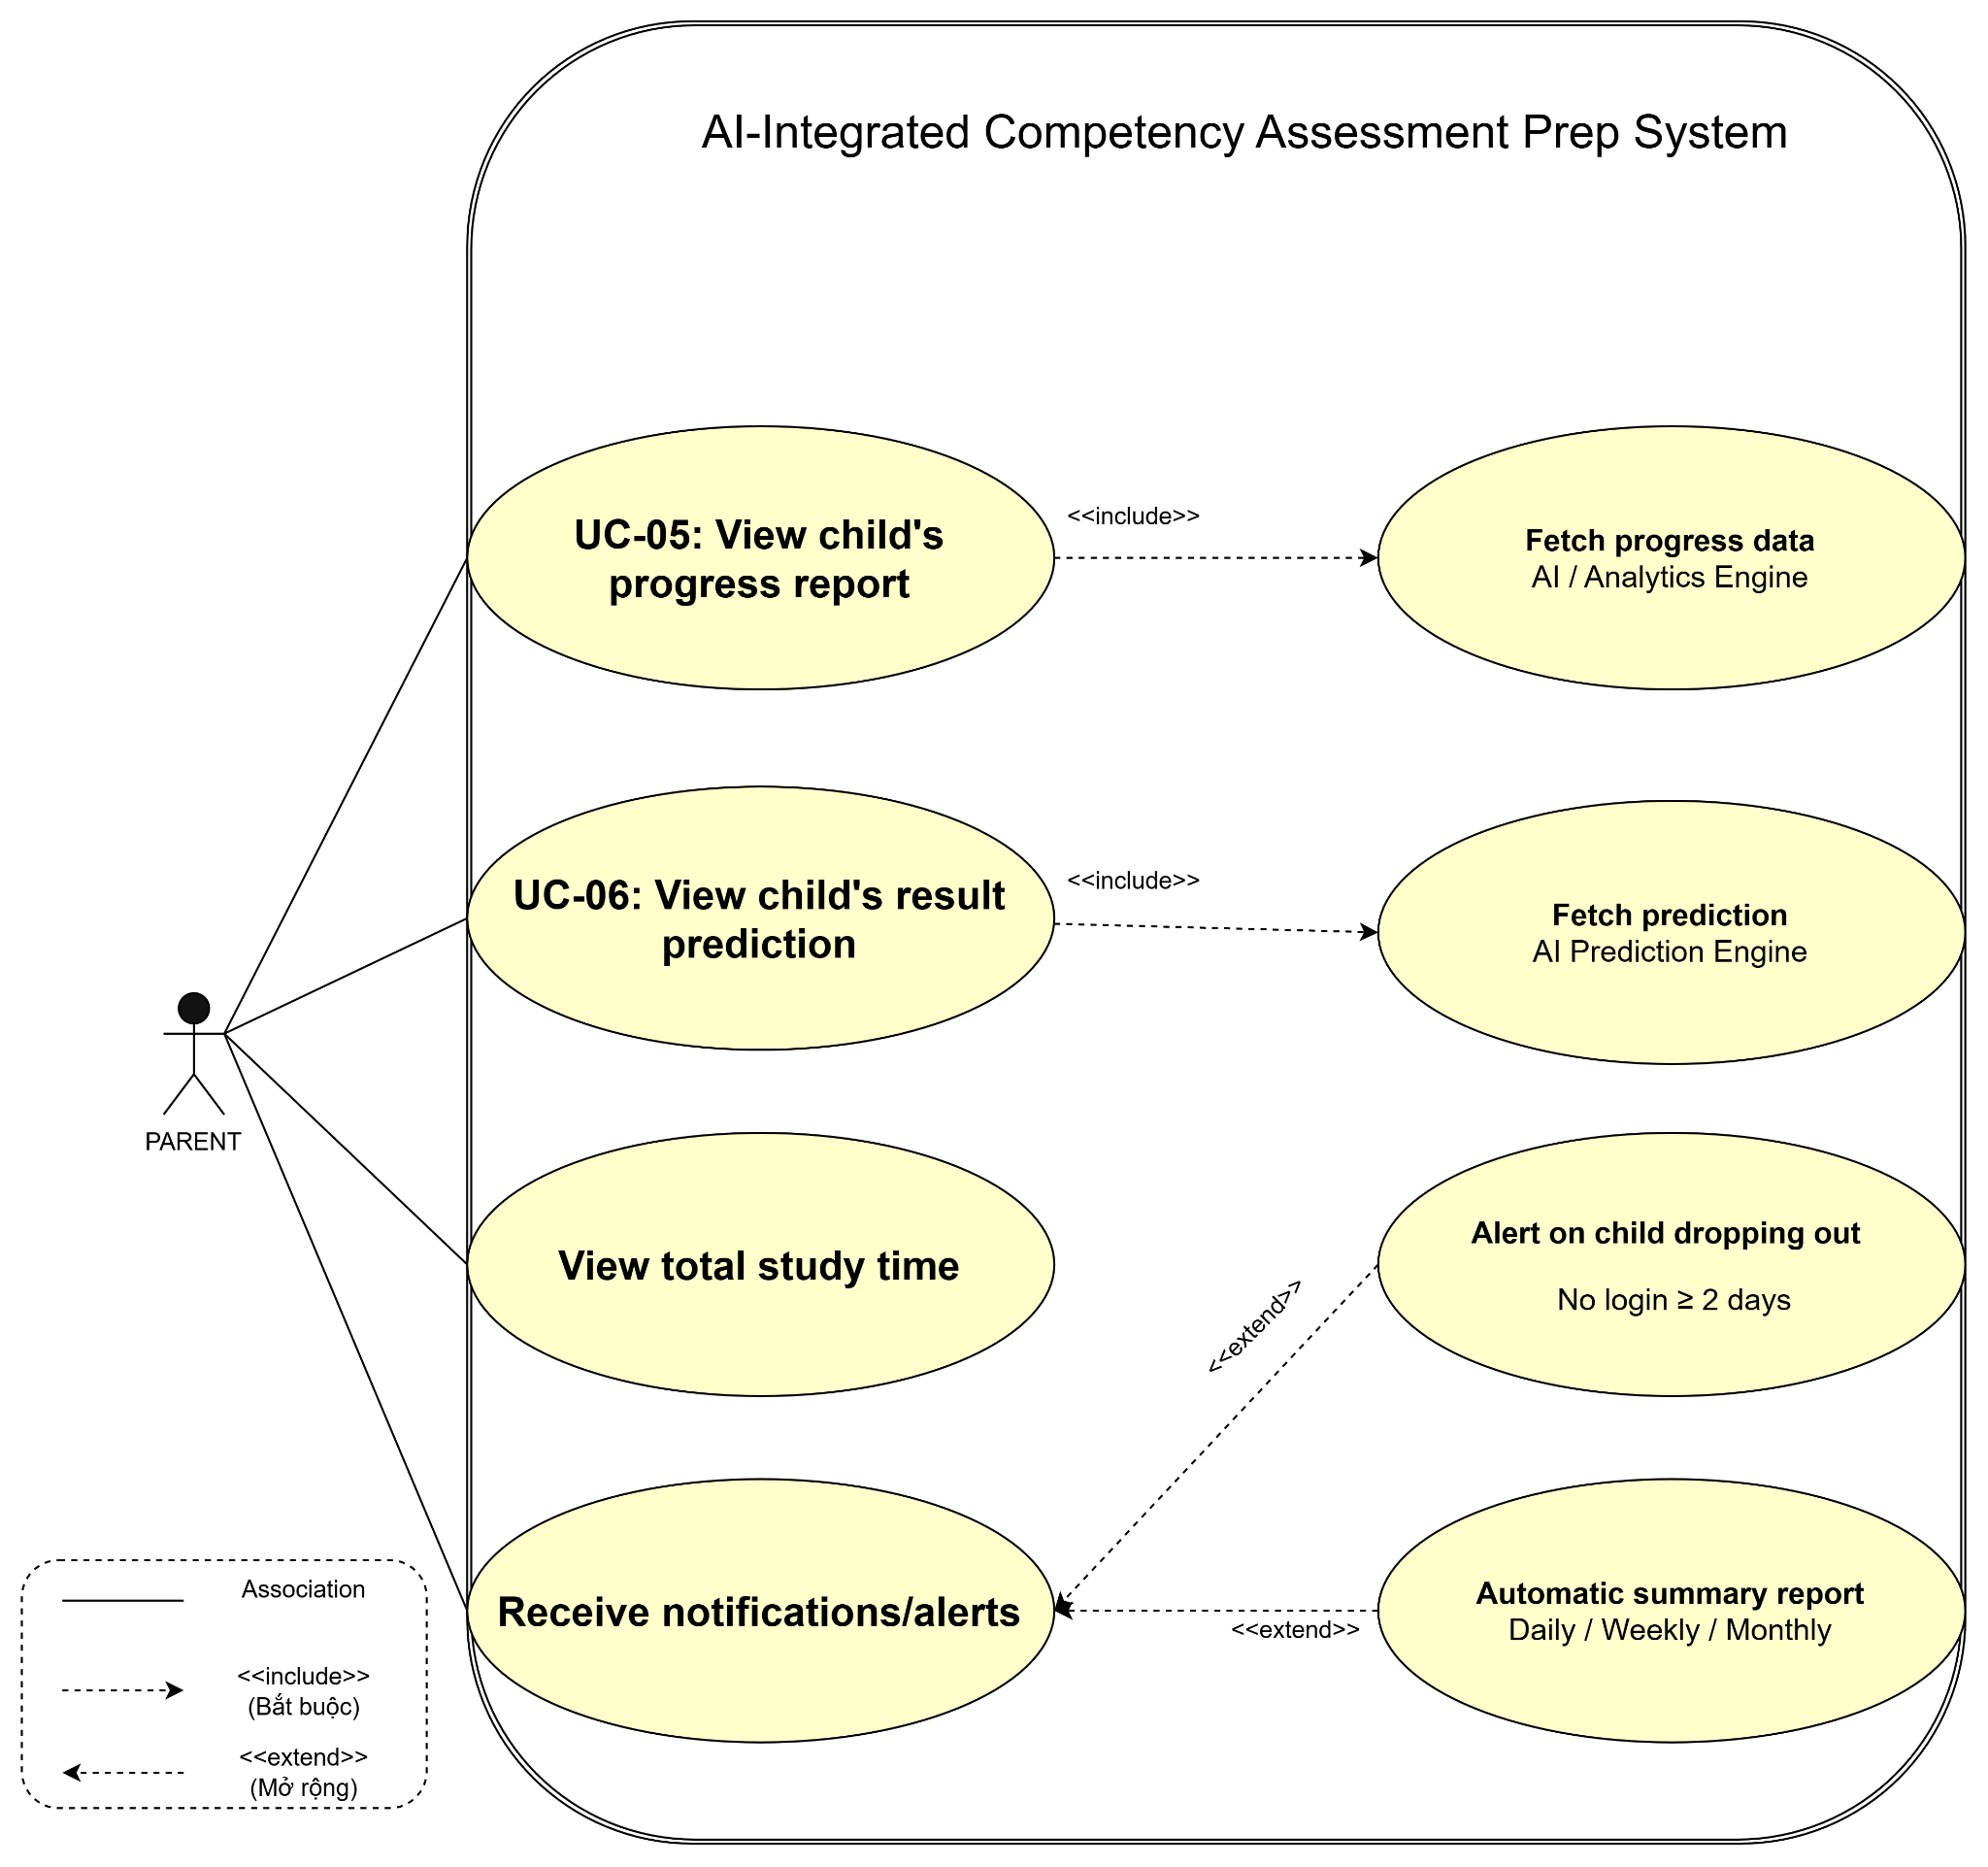 AI-Integrated Competency Assessment Prep System
UC-05: View child's
progress report
<<include>>
Fetch progress data
AI / Analytics Engine
UC-06: View child's result
prediction
<<include>>
Fetch prediction
AI Prediction Engine
PARENT
View total study time
<<extend>>
Alert on child dropping out
No login ≥ 2 days
Receive notifications/alerts
<<extend>>
Automatic summary report
Daily / Weekly / Monthly
Association
<<include>>
(Bắt buộc)
<<extend>>
(Mở rộng)